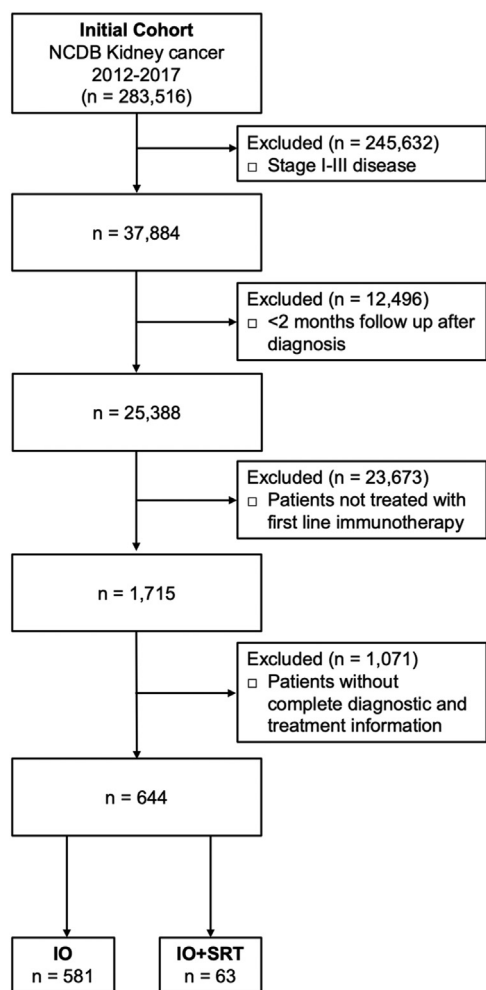 Initial Cohort
NCDB Kidney cancer
2012-2017
(n = 283,516)
Excluded (n = 245,632)
□ Stage I-III disease
n = 37,884
Excluded (n = 12,496)
□ <2 months follow up after
diagnosis
n = 25,388
Excluded (n = 23,673)
□ Patients not treated with
first line immunotherapy
n = 1,715
Excluded (n = 1,071)
□ Patients without
complete diagnostic and
treatment information
n = 644
IO
n = 581
IO+SRT
n = 63